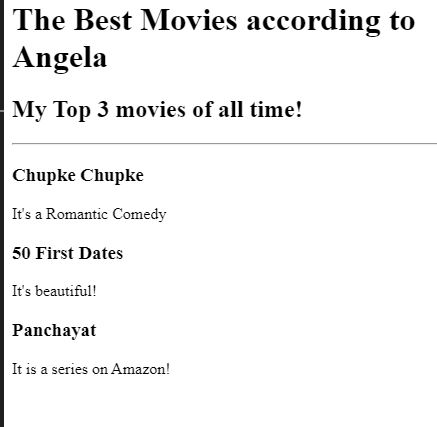 The Best Movies according to
Angela
My Top 3 movies of all time!
Chupke Chupke
It's a Romantic Comedy
50 First Dates
It's beautiful!
Panchayat
It is a series on Amazon!